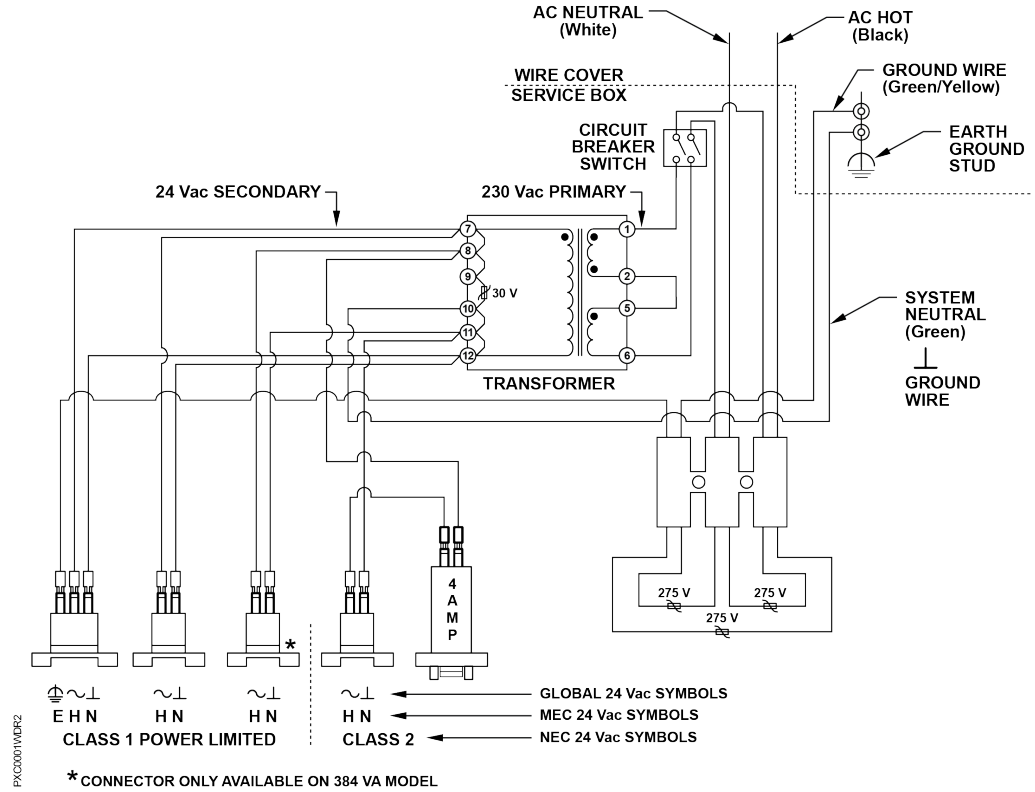 AC NEUTRAL
(White)
AC HOT
(Black)
WIRE COVER
SERVICE BOX
GROUND WIRE
(Green/Yellow)
CIRCUIT
BREAKER
SWITCH
EARTH
GROUND
STUD
24 Vac SECONDARY
230 Vac PRIMARY
7
8
9
10
11
12
30 V
1
2
5
6
TRANSFORMER
SYSTEM
NEUTRAL
(Green)
GROUND
WIRE
275 V
275 V
275 V
4
A
M
P
*
E H N
H N
H N
H N
GLOBAL 24 Vac SYMBOLS
MEC 24 Vac SYMBOLS
NEC 24 Vac SYMBOLS
CLASS 1 POWER LIMITED
CLASS 2
PXC0001WDR2
* CONNECTOR ONLY AVAILABLE ON 384 VA MODEL